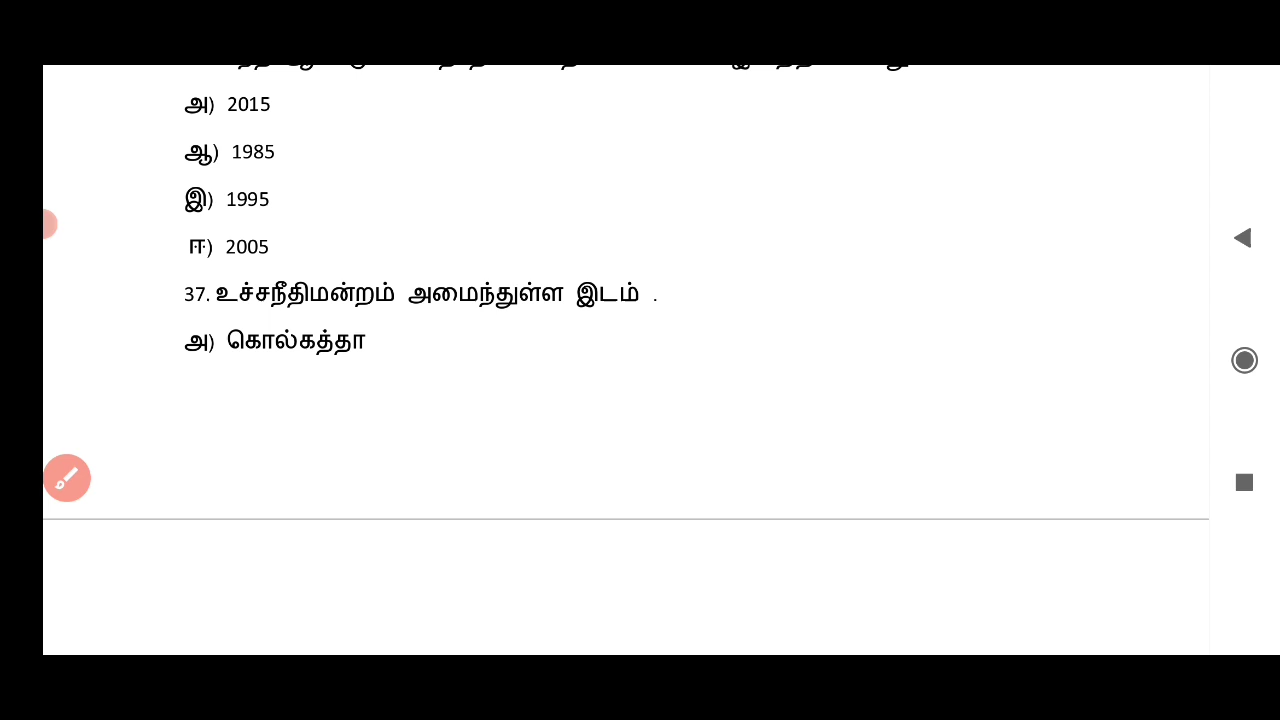 அ) 2015
ஆ) 1985
இ) 1995
ஈ) 2005
37. உச்சநீதிமன்றம் அமைந்துள்ள இடம் .
அ) கொல்கத்தா